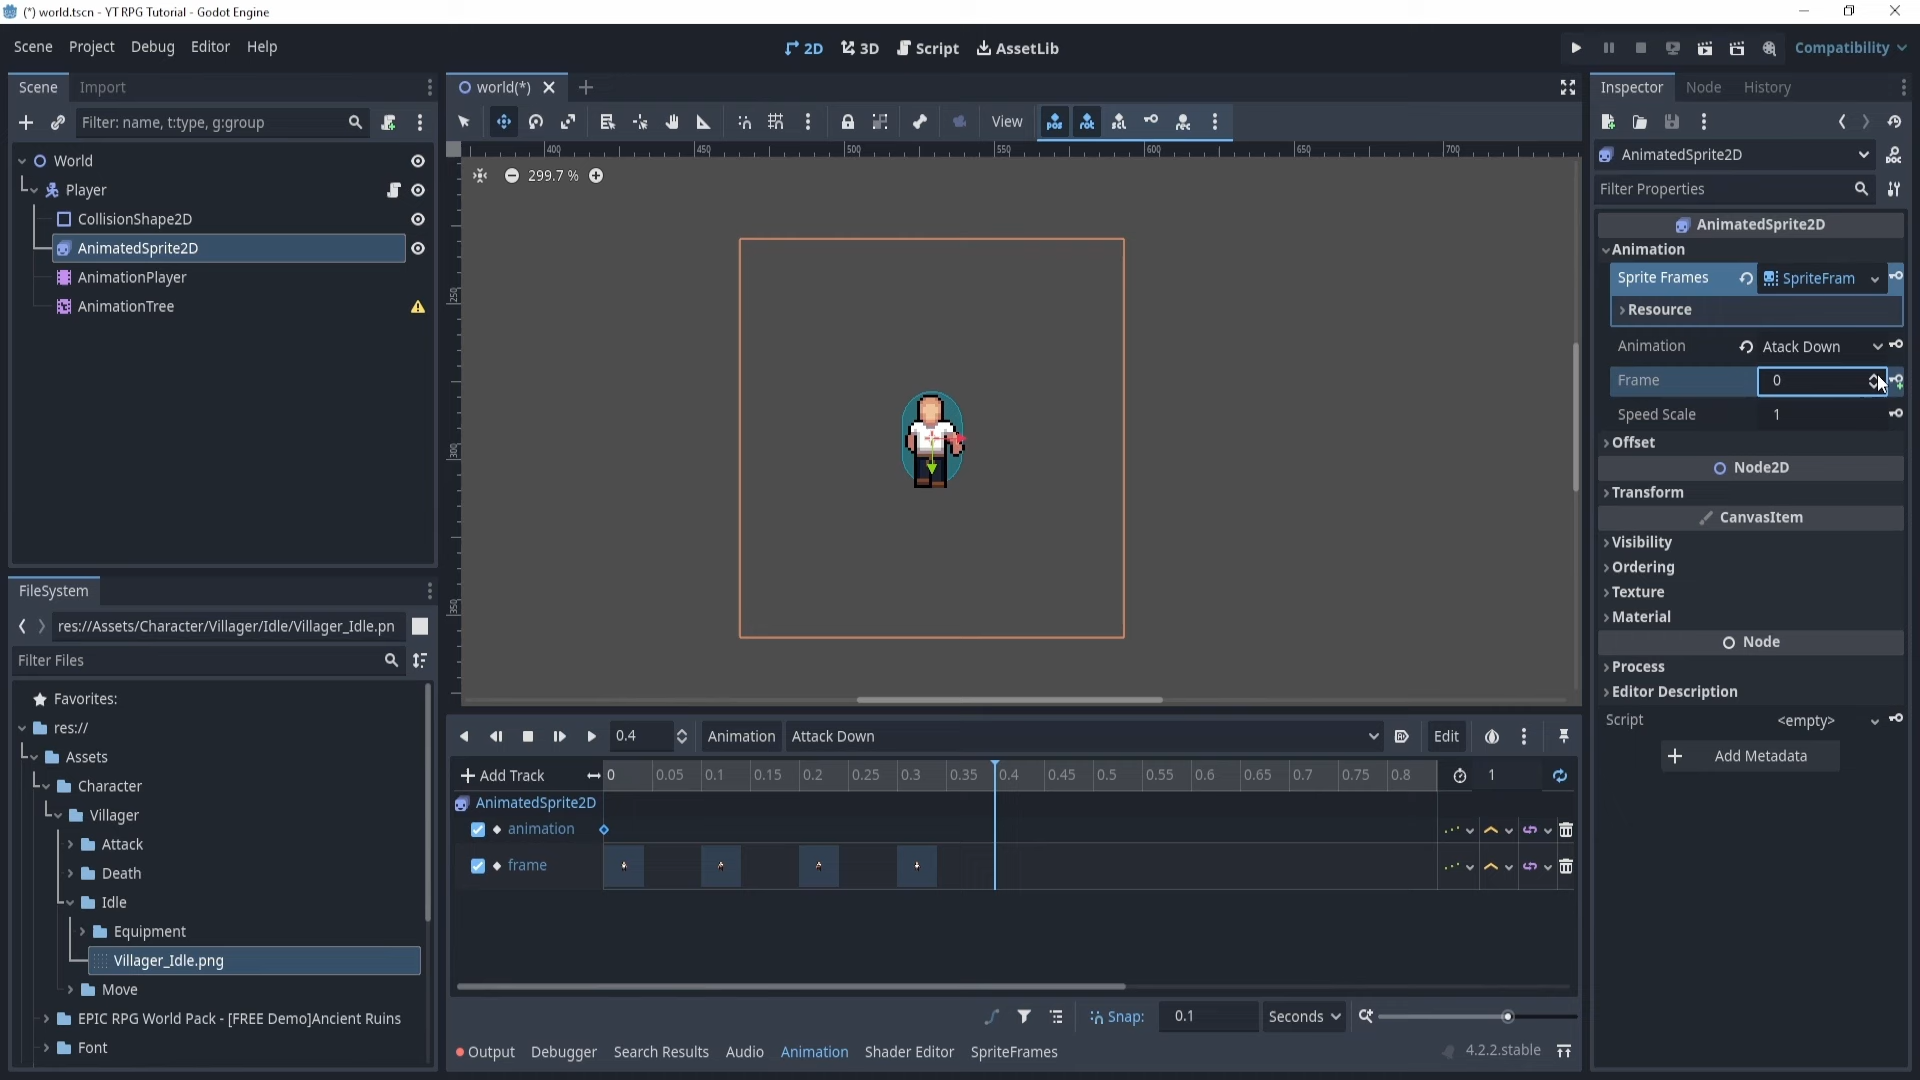 (*) world.tscn - YT RPG Tutorial - Godot Engine
Scene Project Debug Editor Help
2D 3D Script AssetLib
Compatibility
Scene Import
Filter: name, t:type, g:group
World
Player
CollisionShape2D
AnimatedSprite2D
AnimationPlayer
AnimationTree
FileSystem
res://Assets/Character/Villager/Idle/Villager_Idle.pn
Filter Files
Favorites:
res://
Assets
Character
Villager
Attack
Death
Idle
Equipment
Villager_Idle.png
Move
EPIC RPG World Pack - [FREE Demo]Ancient Ruins
Font
world(*)
View
400 450 500 550 600 650 700
299.7 %
250
300
350
0.4 Animation Attack Down Edit
Add Track 0 0.05 0.1 0.15 0.2 0.25 0.3 0.35 0.4 0.45 0.5 0.55 0.6 0.65 0.7 0.75 0.8 1
AnimatedSprite2D
animation
frame
Snap: 0.1 Seconds
Output Debugger Search Results Audio Animation Shader Editor SpriteFrames 4.2.2.stable
Inspector Node History
AnimatedSprite2D
Filter Properties
AnimatedSprite2D
Animation
Sprite Frames SpriteFram
Resource
Animation Atack Down
Frame 0
Speed Scale 1
Offset
Node2D
Transform
CanvasItem
Visibility
Ordering
Texture
Material
Node
Process
Editor Description
Script <empty>
Add Metadata